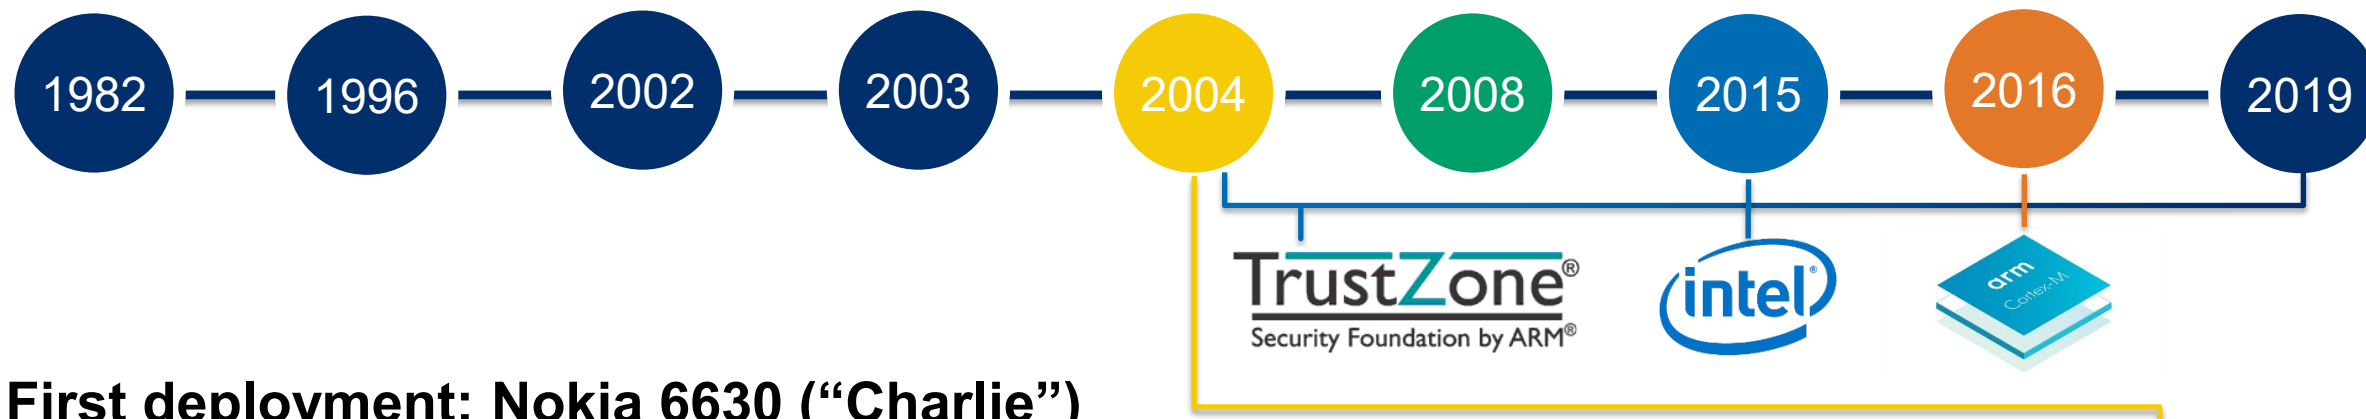 1982 1996 2002 2003 2004 2008 2015 2016 2019
TrustZone®
Security Foundation by ARM®
intel®
arm
Cortex-M
First deployment: Nokia 6630 (“Charlie”)